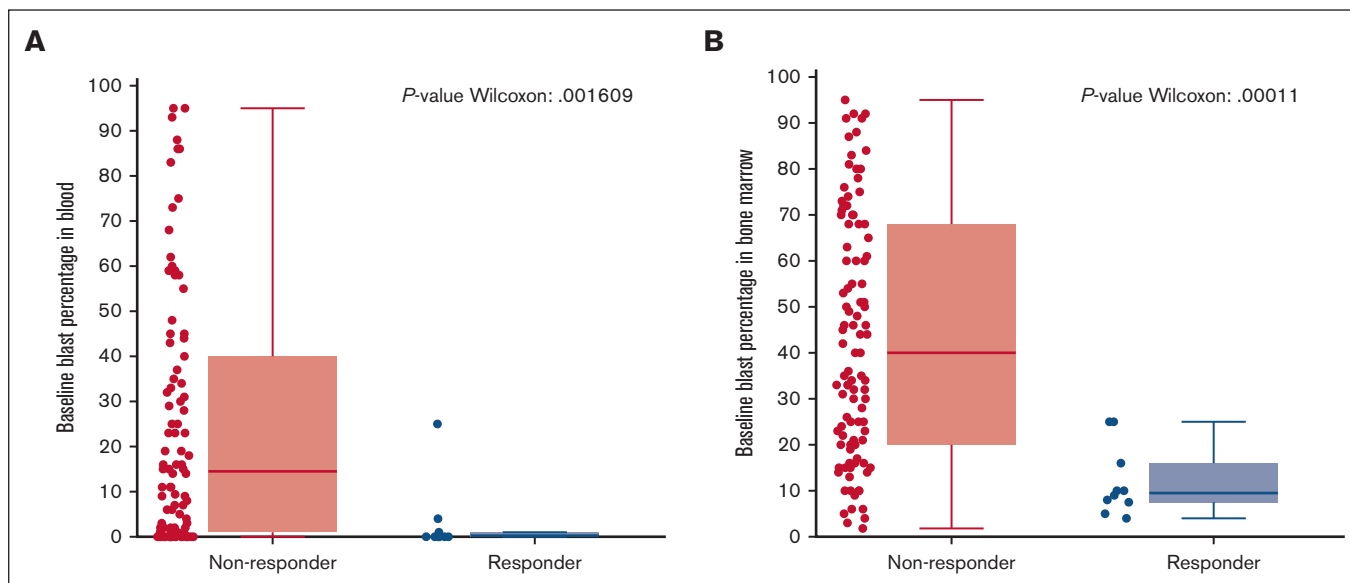 A
P-value Wilcoxon: .001609
Baseline blast percentage in blood
100
90
80
70
60
50
40
30
20
10
0
Non-responder
Responder
B
P-value Wilcoxon: .00011
Baseline blast percentage in bone marrow
100
90
80
70
60
50
40
30
20
10
0
Non-responder
Responder